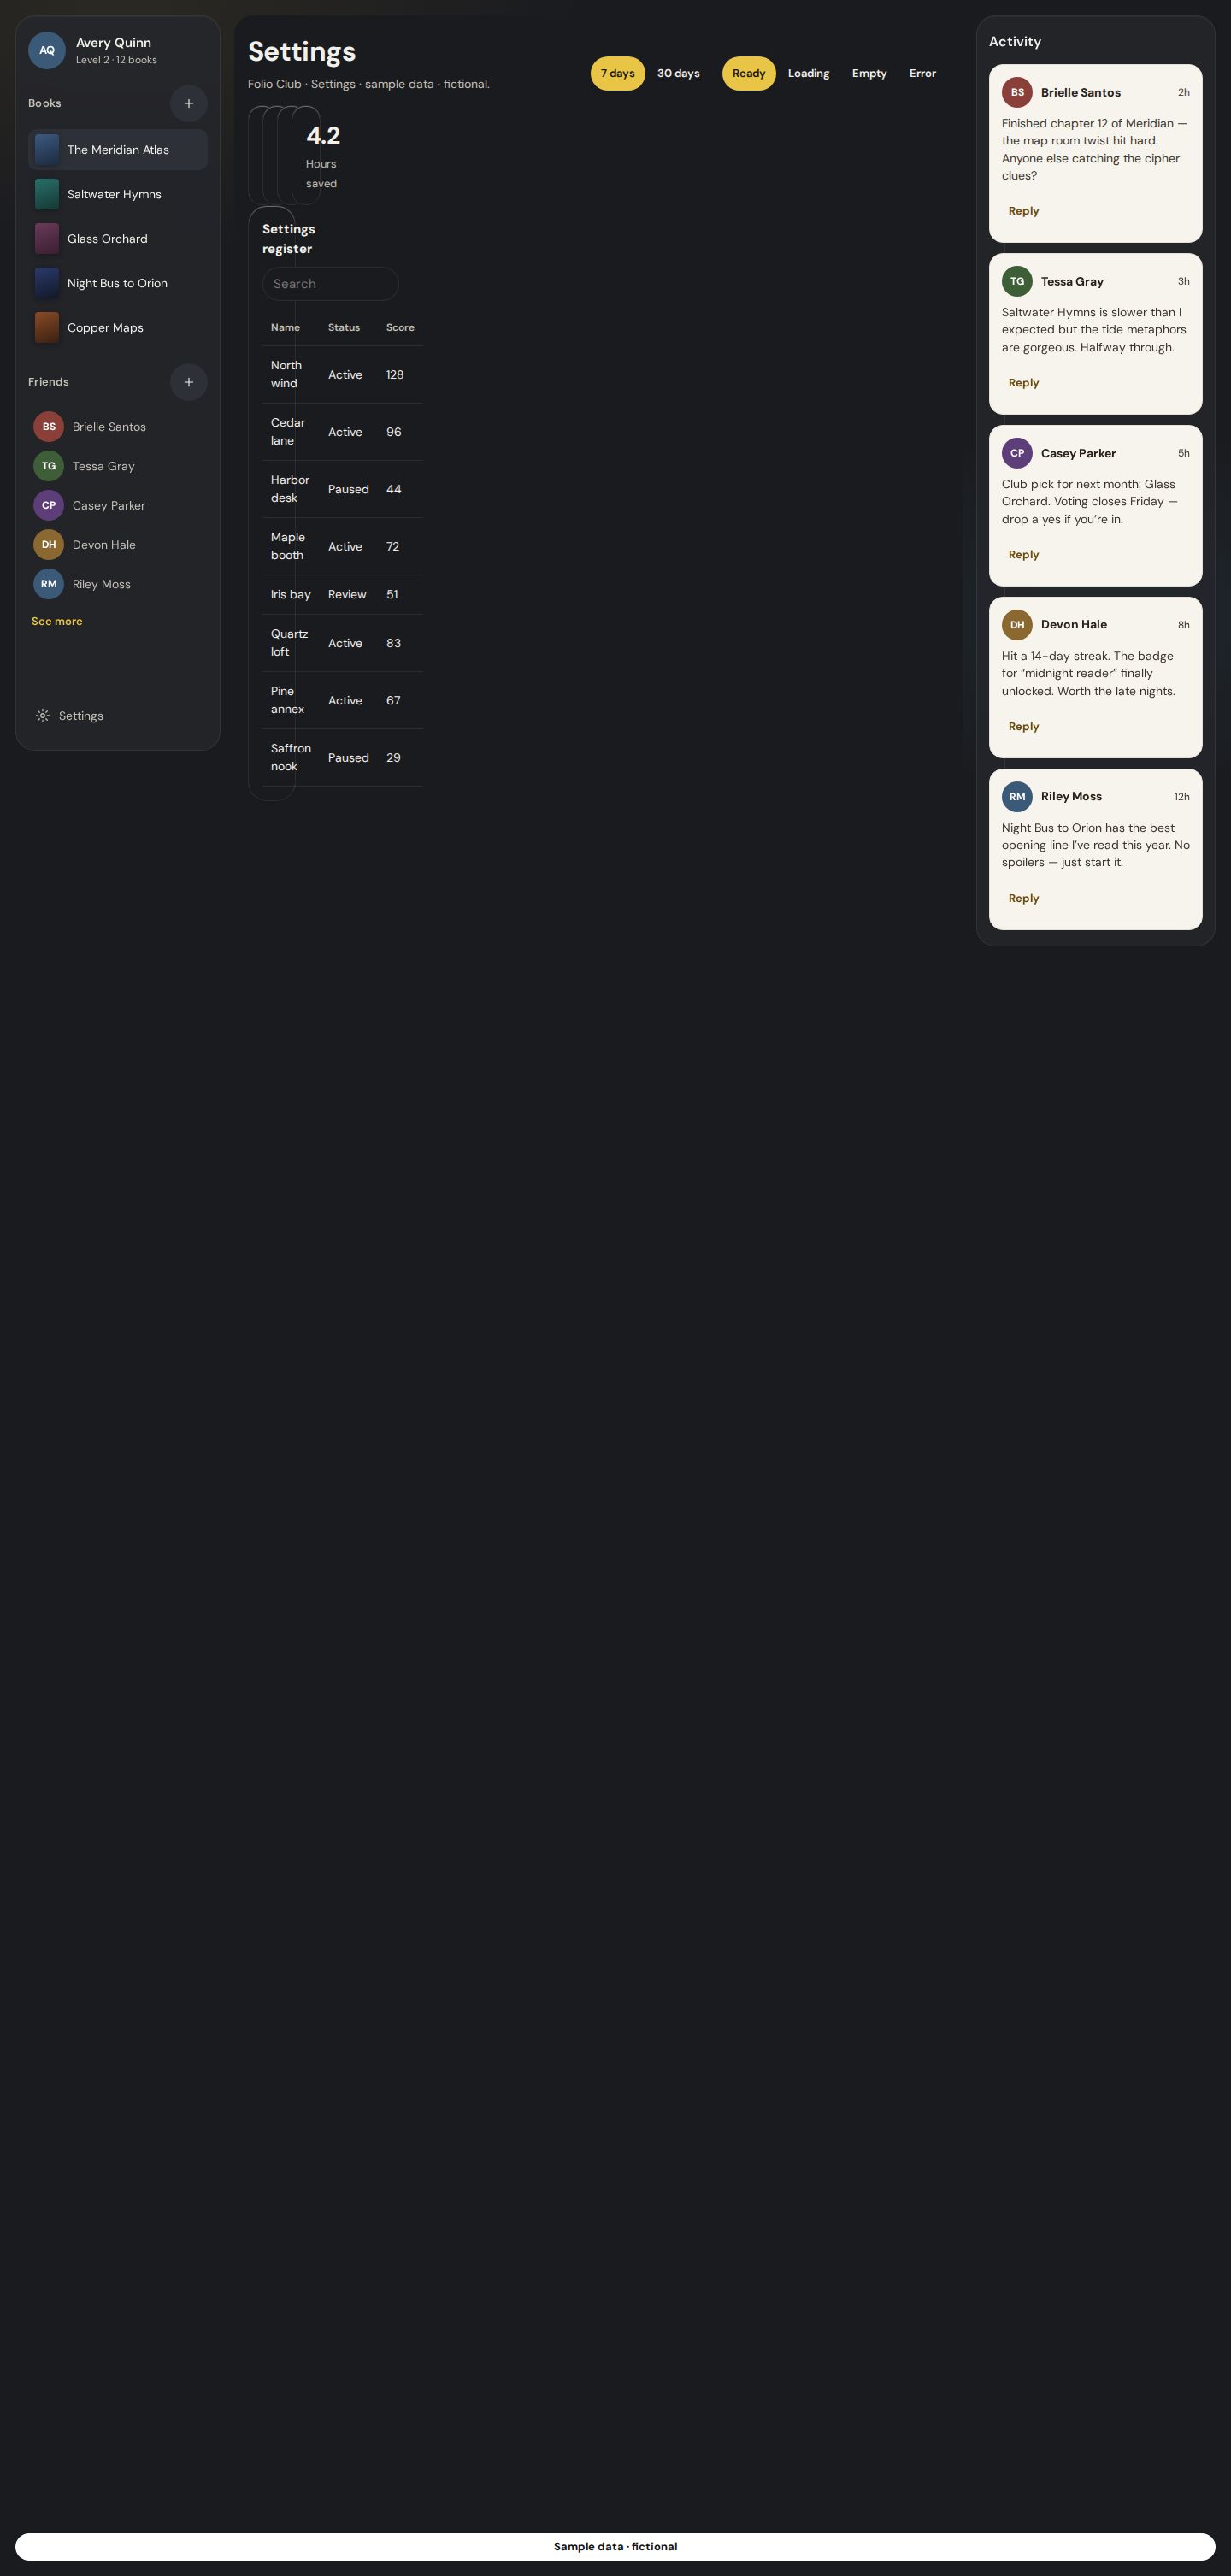 AQ
Avery Quinn
Level 2 · 12 books
Books
+
The Meridian Atlas
Saltwater Hymns
Glass Orchard
Night Bus to Orion
Copper Maps
Friends
+
BS Brielle Santos
TG Tessa Gray
CP Casey Parker
DH Devon Hale
RM Riley Moss
See more
Settings
Settings
Folio Club · Settings · sample data · fictional.
7 days 30 days Ready Loading Empty Error
4.2
Hours
saved
Settings
register
Search
Name Status Score
North
wind
Active 128
Cedar
lane
Active 96
Harbor
desk
Paused 44
Maple
booth
Active 72
Iris bay Review 51
Quartz
loft
Active 83
Pine
annex
Active 67
Saffron
nook
Paused 29
Activity
BS Brielle Santos 2h
Finished chapter 12 of Meridian —
the map room twist hit hard.
Anyone else catching the cipher
clues?
Reply
TG Tessa Gray 3h
Saltwater Hymns is slower than I
expected but the tide metaphors
are gorgeous. Halfway through.
Reply
CP Casey Parker 5h
Club pick for next month: Glass
Orchard. Voting closes Friday —
drop a yes if you’re in.
Reply
DH Devon Hale 8h
Hit a 14-day streak. The badge
for “midnight reader” finally
unlocked. Worth the late nights.
Reply
RM Riley Moss 12h
Night Bus to Orion has the best
opening line I’ve read this year. No
spoilers — just start it.
Reply
Sample data · fictional